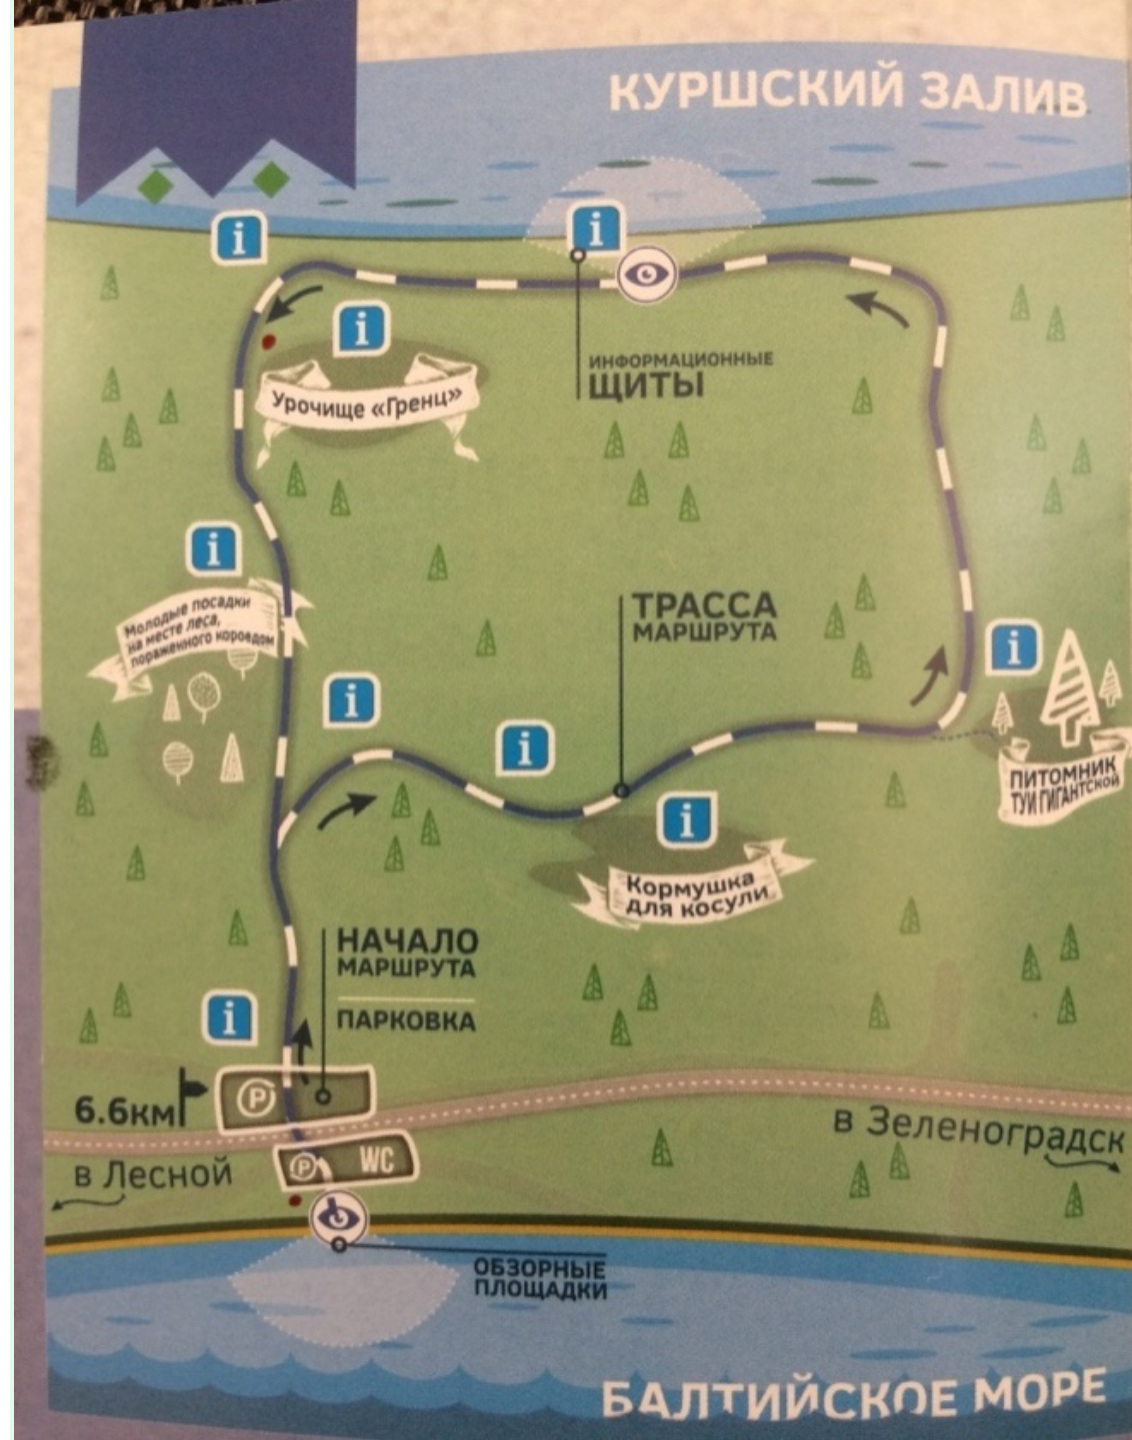 КУРШСКИЙ ЗАЛИВ
i
i
i
ИНФОРМАЦИОННЫЕ
ЩИТЫ
Урочище «Гренц»
i
Молодые посадки
на месте леса,
пораженного короедом
ТРАССА
МАРШРУТА
i
i
i
ПИТОМНИК
ТУИ ГИГАНТСКОЙ
i
Кормушка
для косули
НАЧАЛО
МАРШРУТА
ПАРКОВКА
i
6.6км
P
в Зеленоградск
в Лесной
P
WC
ОБЗОРНЫЕ
ПЛОЩАДКИ
БАЛТИЙСКОЕ МОРЕ